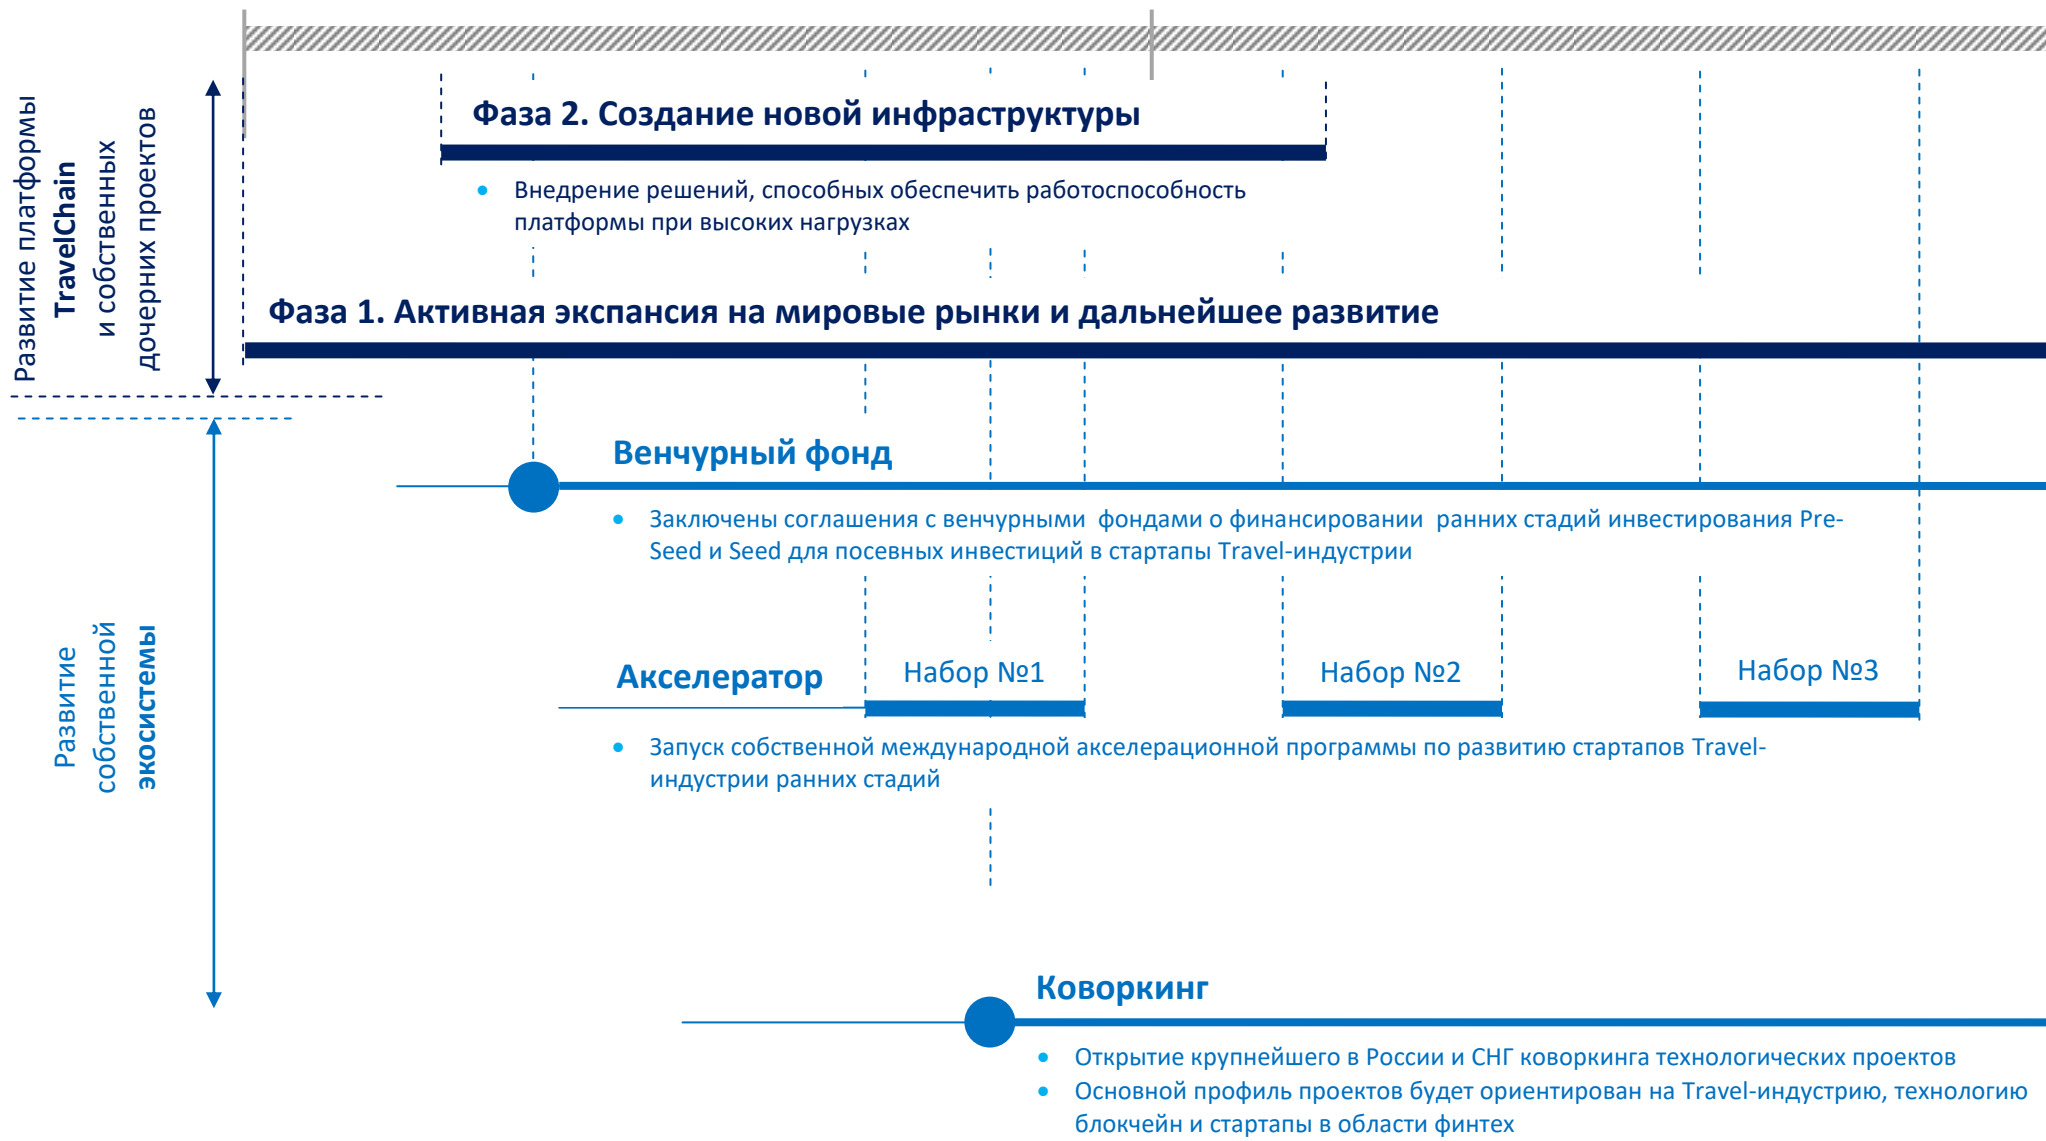 Развитие платформы
TravelChain
и собственных
дочерних проектов
Фаза 2. Создание новой инфраструктуры
• Внедрение решений, способных обеспечить работоспособность
платформы при высоких нагрузках
Фаза 1. Активная экспансия на мировые рынки и дальнейшее развитие
Развитие
собственной
экосистемы
Венчурный фонд
• Заключены соглашения с венчурными фондами о финансировании ранних стадий инвестирования Pre-
Seed и Seed для посевных инвестиций в стартапы Travel-индустрии
Акселератор
Набор №1
Набор №2
Набор №3
• Запуск собственной международной акселерационной программы по развитию стартапов Travel-
индустрии ранних стадий
Коворкинг
• Открытие крупнейшего в России и СНГ коворкинга технологических проектов
• Основной профиль проектов будет ориентирован на Travel-индустрию, технологию
блокчейн и стартапы в области финтех